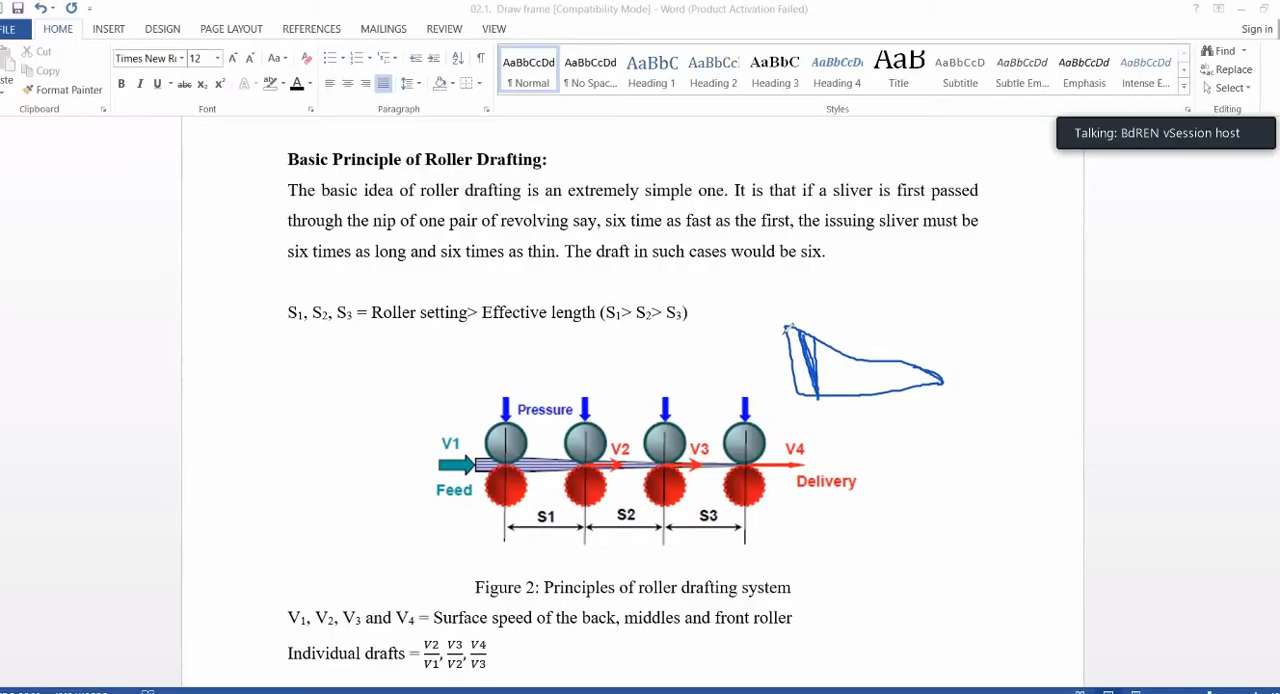 02.1. Draw frame [Compatibility Mode] - Word (Product Activation Failed)
FILE HOME INSERT DESIGN PAGE LAYOUT REFERENCES MAILINGS REVIEW VIEW Sign in
Cut
Copy
Format Painter
Clipboard
Times New Ro 12
Font
Paragraph
AaBbCcDd AaBbCcDd AaBbC AaBbCc AaBbC AaBbCcDd AaB AaBbCcD AaBbCcDd AaBbCcDd AaBbCcDd
¶ Normal ¶ No Spac... Heading 1 Heading 2 Heading 3 Heading 4 Title Subtitle Subtle Em... Emphasis Intense E...
Styles
Find
Replace
Select
Editing
Talking: BdREN vSession host
Basic Principle of Roller Drafting:
The basic idea of roller drafting is an extremely simple one. It is that if a sliver is first passed
through the nip of one pair of revolving say, six time as fast as the first, the issuing sliver must be
six times as long and six times as thin. The draft in such cases would be six.
S₁, S₂, S₃ = Roller setting> Effective length (S₁> S₂> S₃)
Pressure
V1 V2 V3 V4
Feed Delivery
S1 S2 S3
Figure 2: Principles of roller drafting system
V₁, V₂, V₃ and V₄ = Surface speed of the back, middles and front roller
Individual drafts = V2/V1, V3/V2, V4/V3